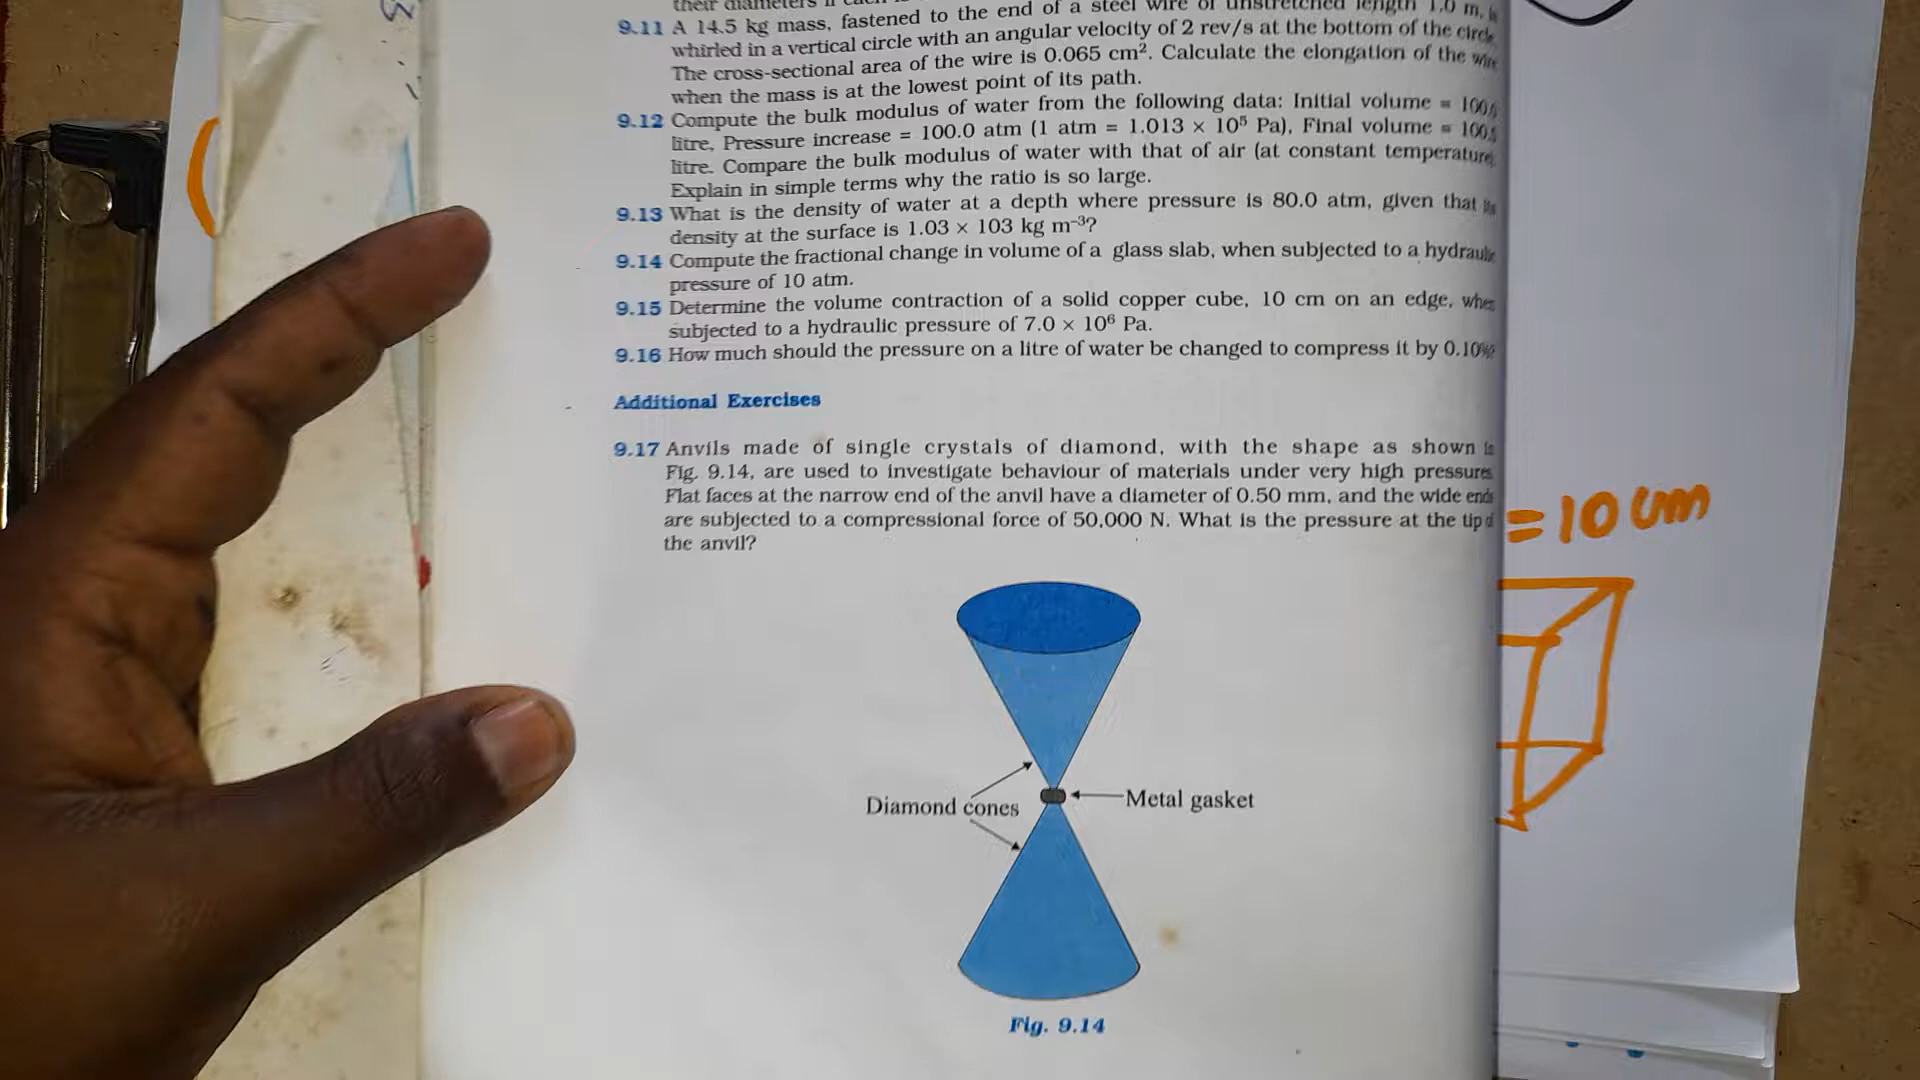 their diameters if each is
of a steel wire of unstretched length 1.0 m, is
9.11 A 14.5 kg mass, fastened to the end
whirled in a vertical circle with an angular velocity of 2 rev/s at the bottom of the circle
The cross-sectional area of the wire is 0.065 cm². Calculate the elongation of the wire
when the mass is at the lowest point of its path.
9.12 Compute the bulk modulus of water from the following data: Initial volume =
litre, Pressure increase = 100.0 atm (1 atm = 1.013 × 10⁵ Pa), Final volume =
litre. Compare the bulk modulus of water with that of air (at constant temperature)
Explain in simple terms why the ratio is so large.
9.13 What is the density of water at a depth where pressure is 80.0 atm, given that its
density at the surface is 1.03 × 103 kg m⁻³?
9.14 Compute the fractional change in volume of a glass slab, when subjected to a hydraulic
pressure of 10 atm.
9.15 Determine the volume contraction of a solid copper cube, 10 cm on an edge, when
subjected to a hydraulic pressure of 7.0 × 10⁶ Pa.
9.16 How much should the pressure on a litre of water be changed to compress it by 0.10%?
Additional Exercises
9.17 Anvils made of single crystals of diamond, with the shape as shown in
Fig. 9.14, are used to investigate behaviour of materials under very high pressures.
Flat faces at the narrow end of the anvil have a diameter of 0.50 mm, and the wide ends
are subjected to a compressional force of 50,000 N. What is the pressure at the tip of
the anvil?
= 10 cm
Diamond cones
Metal gasket
Fig. 9.14